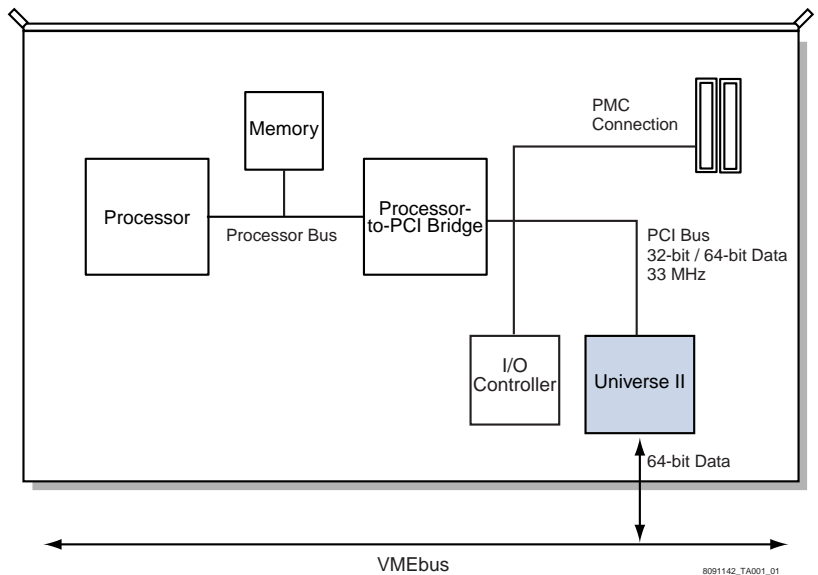 PMC
Connection
Memory
Processor
Processor-
to-PCI Bridge
Processor Bus
PCI Bus
32-bit / 64-bit Data
33 MHz
I/O
Controller
Universe II
64-bit Data
VMEbus
8091142_TA001_01